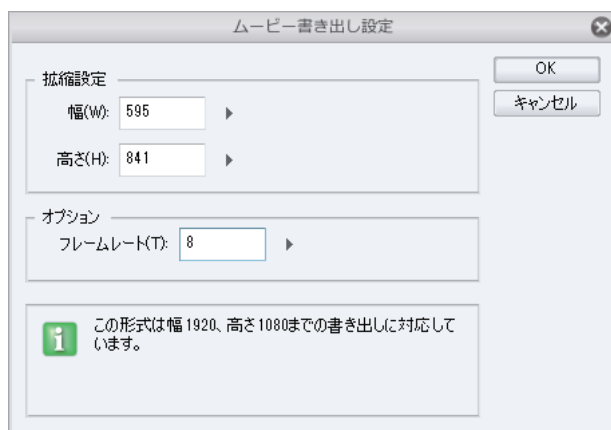 ムービー書き出し設定
拡縮設定
幅(W): 595
高さ(H): 841
オプション
フレームレート(T): 8
この形式は幅1920、高さ1080までの書き出しに対応して
います。
OK
キャンセル